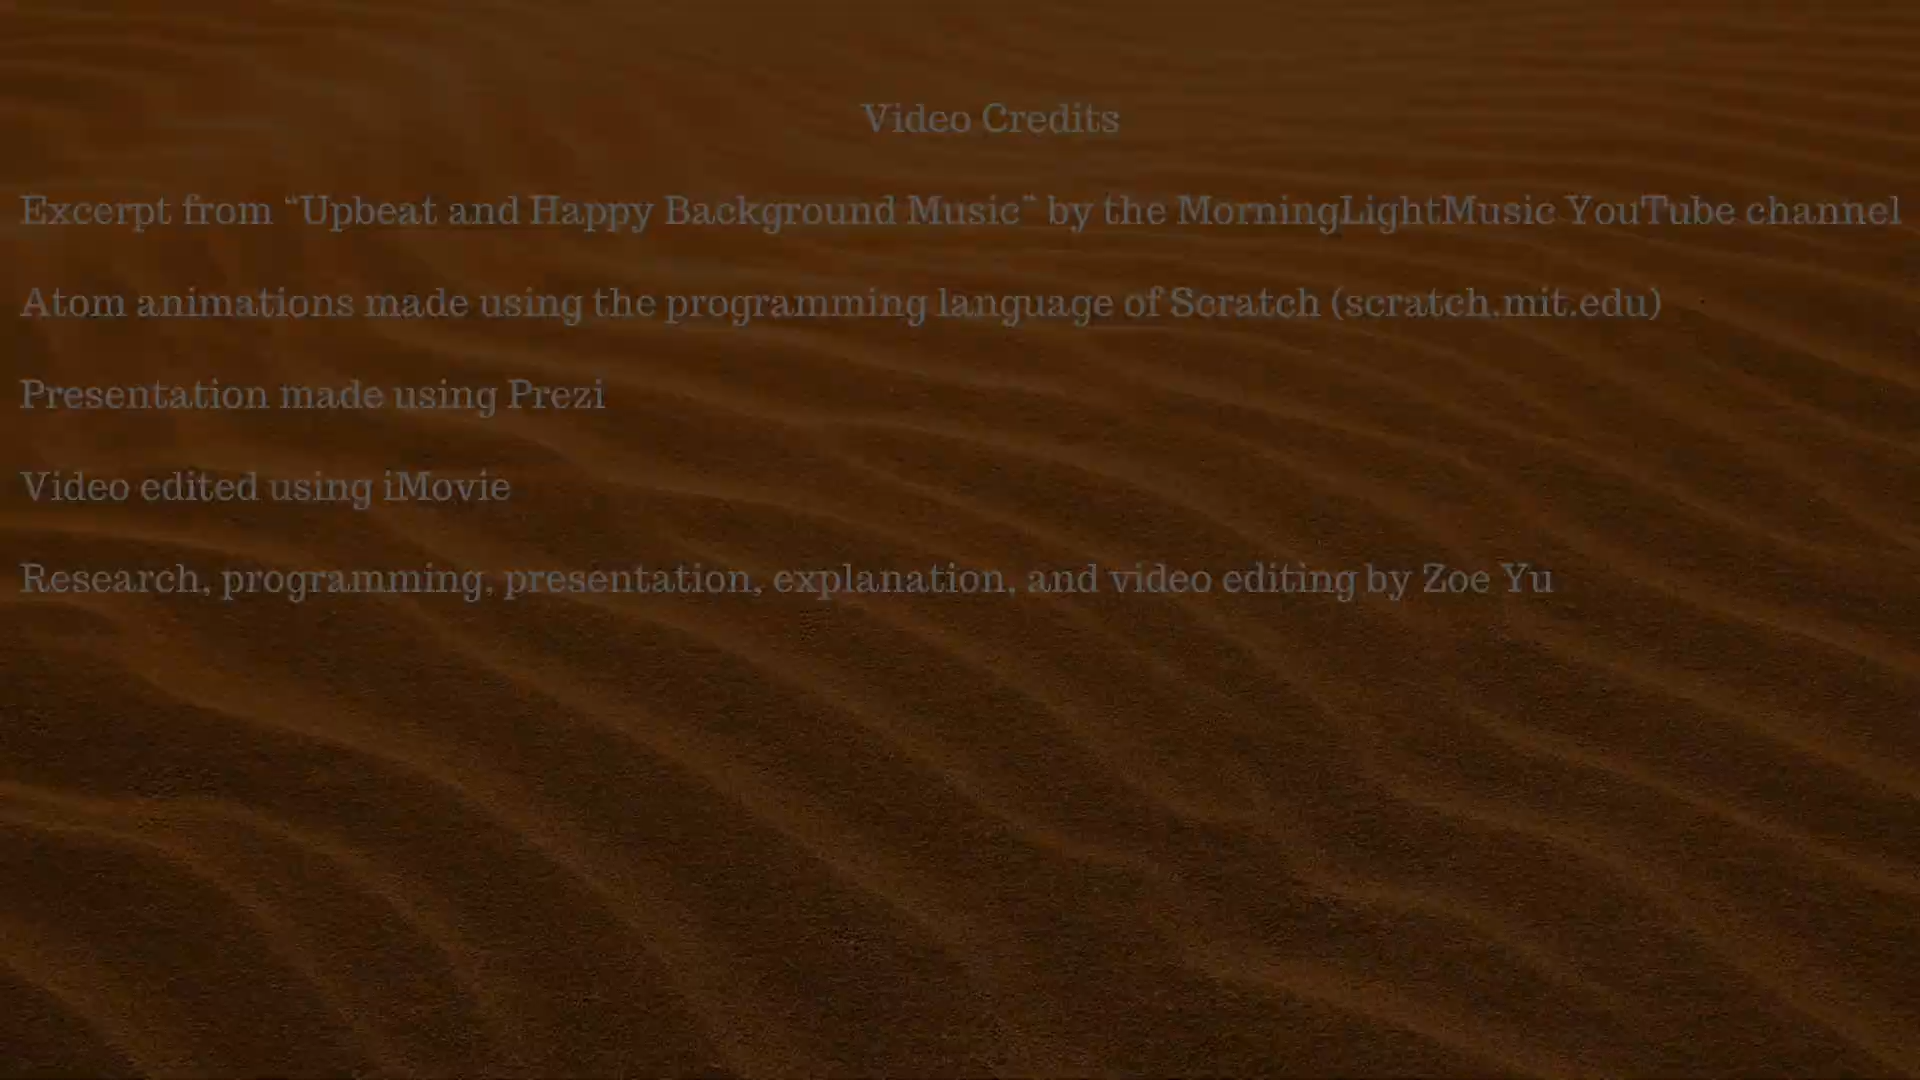 Video Credits
Excerpt from “Upbeat and Happy Background Music” by the MorningLightMusic YouTube channel
Atom animations made using the programming language of Scratch (scratch.mit.edu)
Presentation made using Prezi
Video edited using iMovie
Research, programming, presentation, explanation, and video editing by Zoe Yu